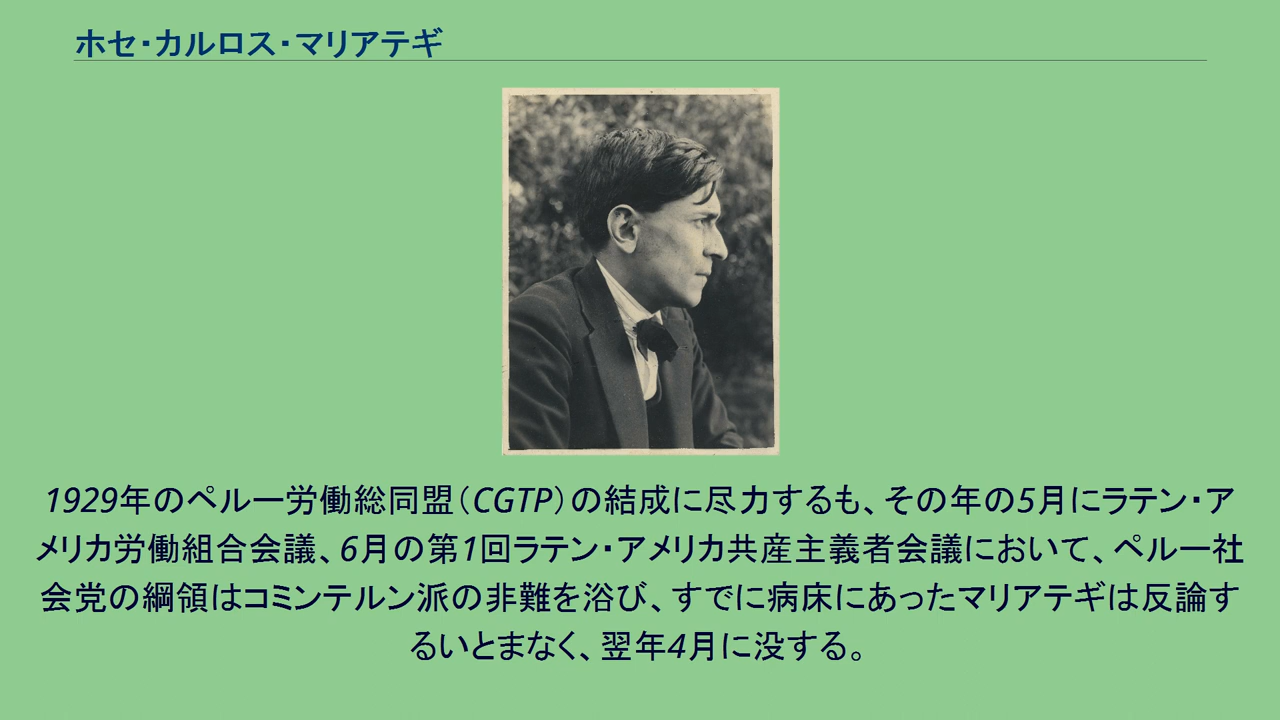 ホセ・カルロス・マリアテギ
1929年のペルー労働総同盟（CGTP）の結成に尽力するも、その年の5月にラテン・ア
メリカ労働組合会議、6月の第1回ラテン・アメリカ共産主義者会議において、ペルー社
会党の綱領はコミンテルン派の非難を浴び、すでに病床にあったマリアテギは反論す
るいとまなく、翌年4月に没する。